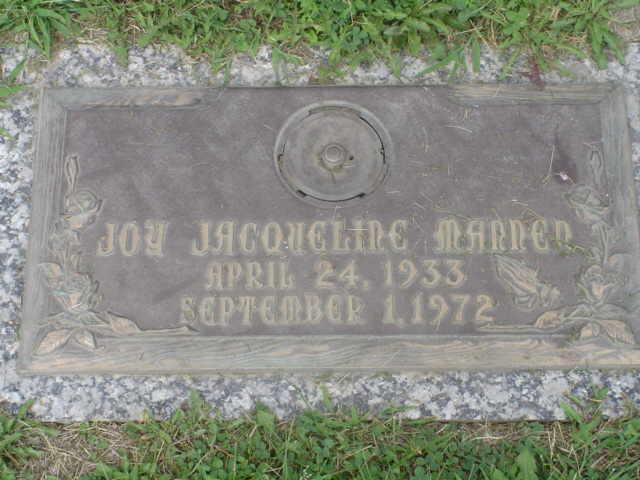 JOY JACQUELINE MANNEN
APRIL 24, 1933
SEPTEMBER 1, 1972